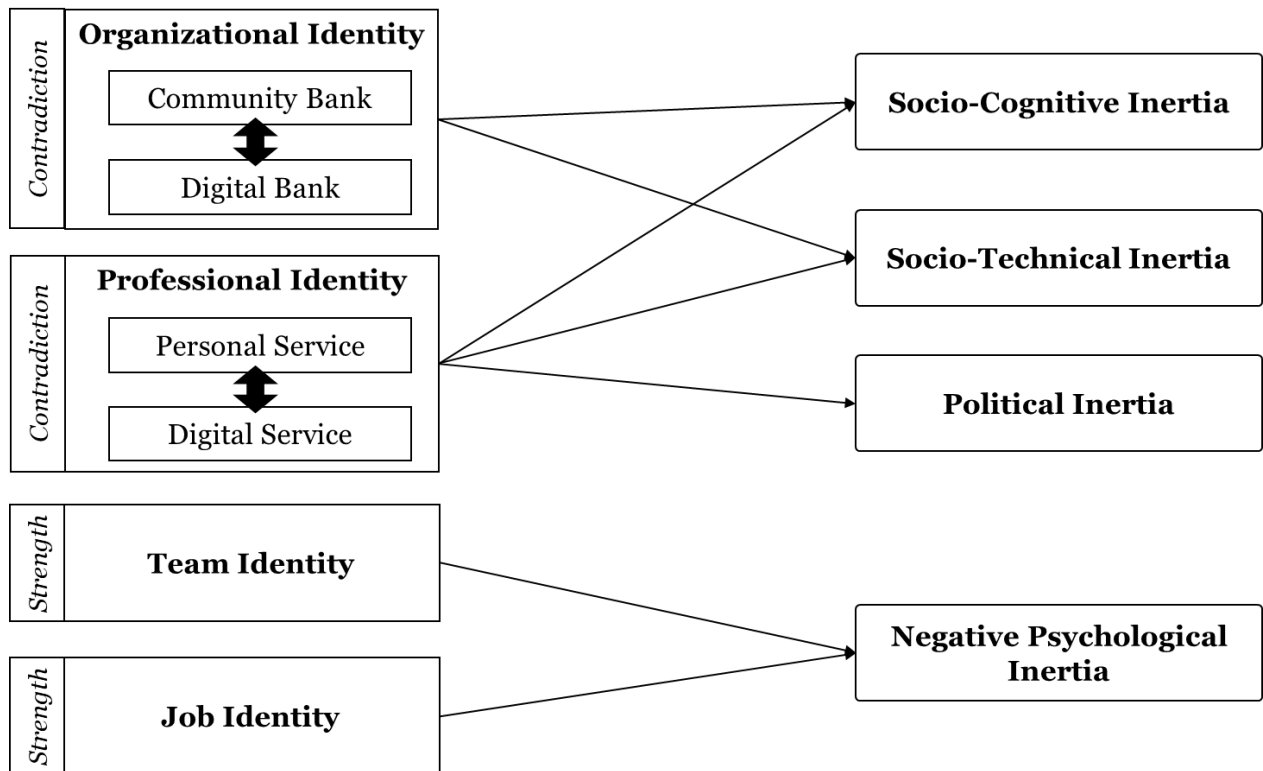 Contradiction
Organizational Identity
Community Bank
Digital Bank
Contradiction
Professional Identity
Personal Service
Digital Service
Strength
Team Identity
Strength
Job Identity
Socio-Cognitive Inertia
Socio-Technical Inertia
Political Inertia
Negative Psychological
Inertia